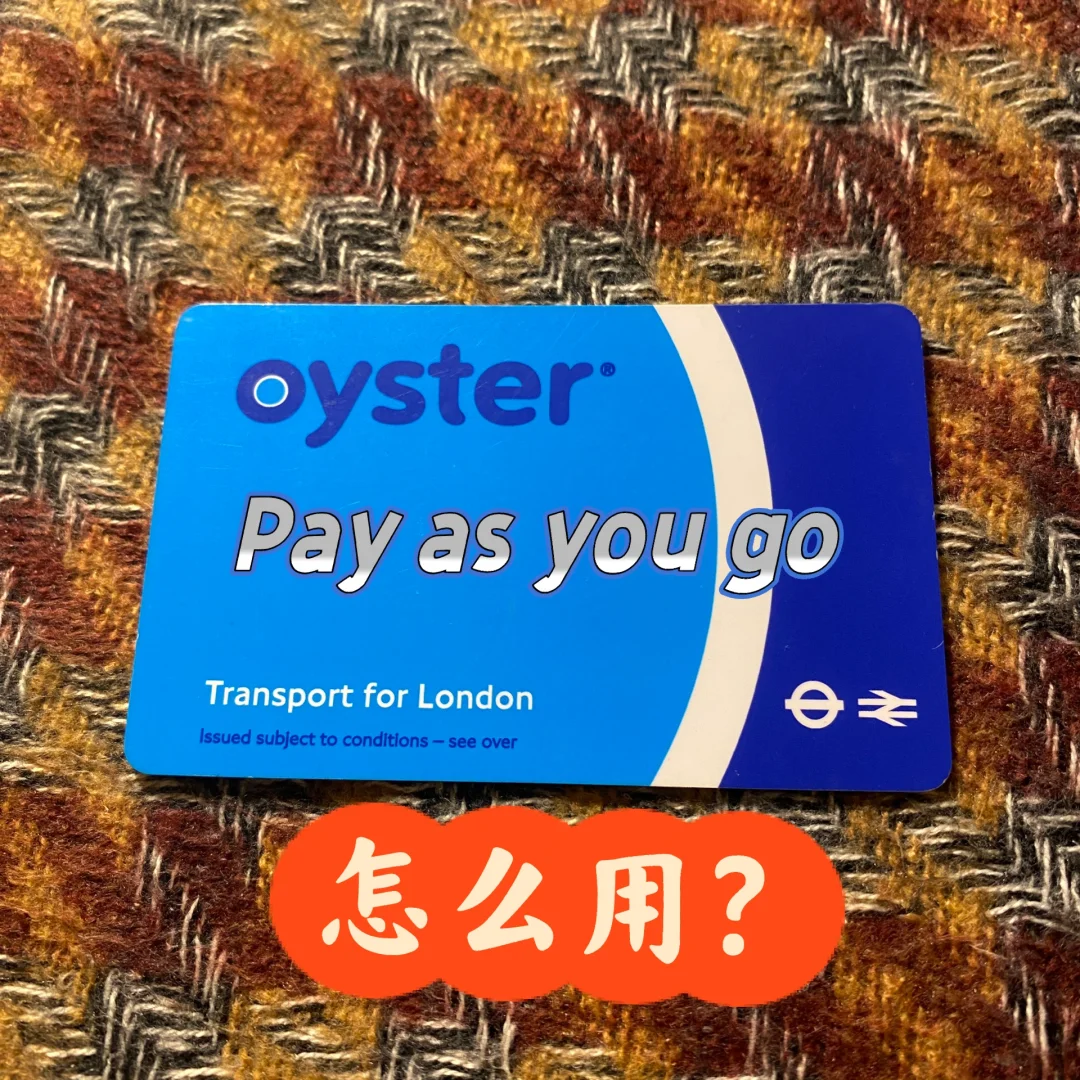 oyster®
Pay as you go
Transport for London
Issued subject to conditions – see over
怎么用?